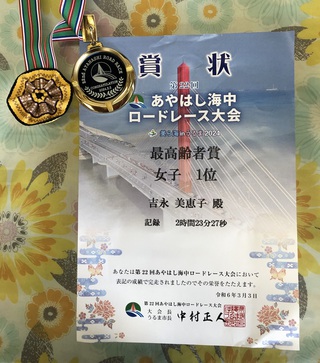 賞状
第22回
あやはし海中
ロードレース大会
美ら海めぐる 2024
最高齢者賞
女子 1位
吉永 美恵子 殿
記録 2時間23分27秒
あなたは第22回あやはし海中ロードレース大会において
表記の成績で完走されましたのでその栄誉をたたえます。
令和6年3月3日
第22回あやはし海中ロードレース大会
大会長
うるま市長
中村正人